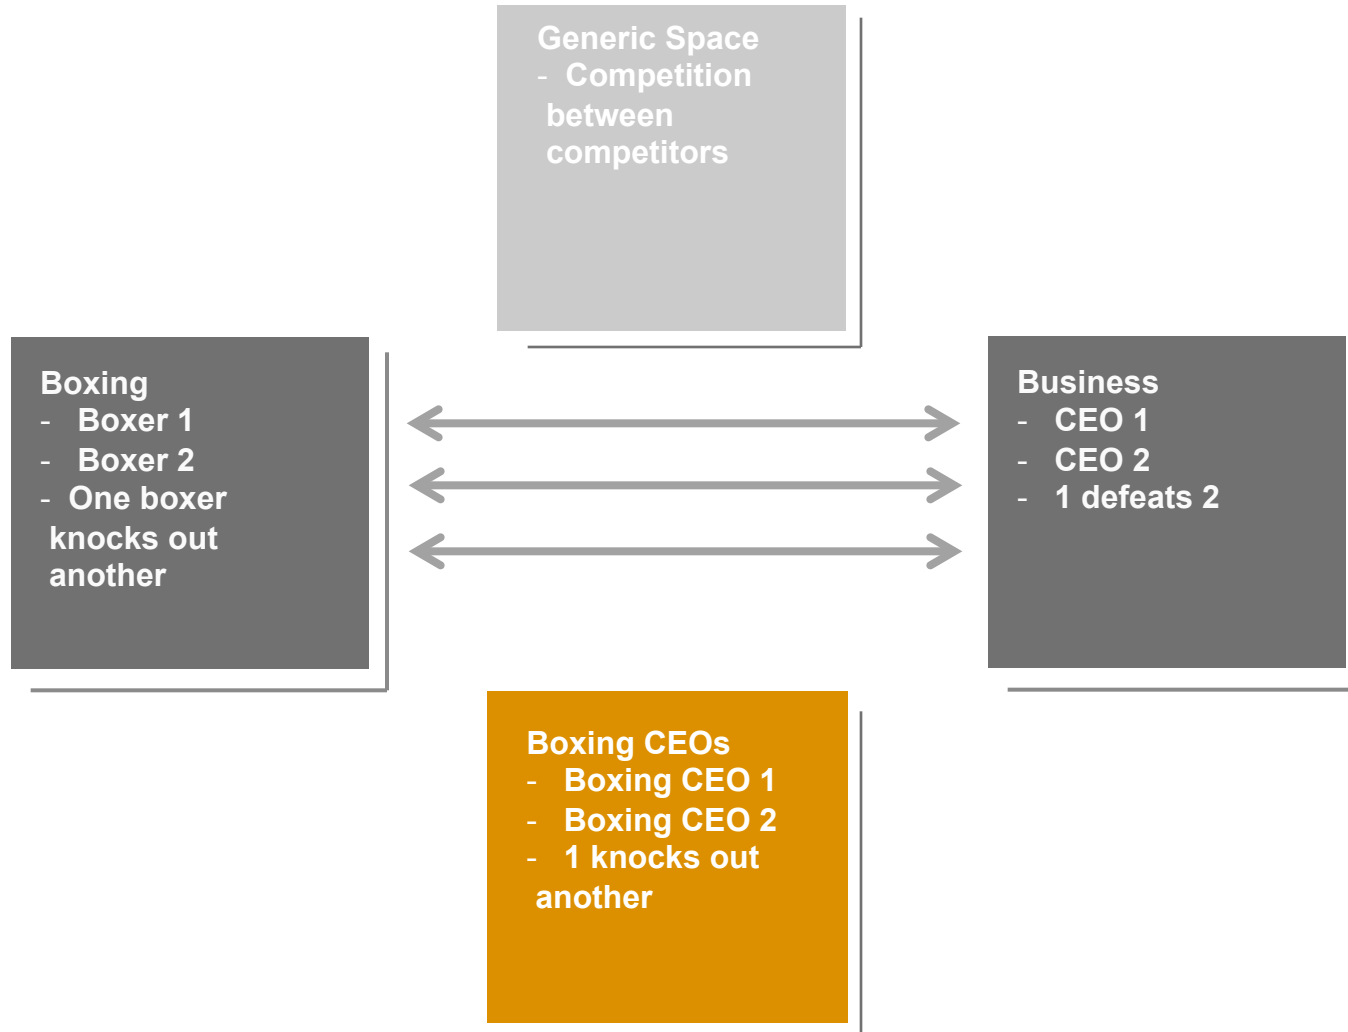 Generic Space
- Competition
between
competitors
Boxing
- Boxer 1
- Boxer 2
- One boxer
knocks out
another
Business
- CEO 1
- CEO 2
- 1 defeats 2
Boxing CEOs
- Boxing CEO 1
- Boxing CEO 2
- 1 knocks out
another